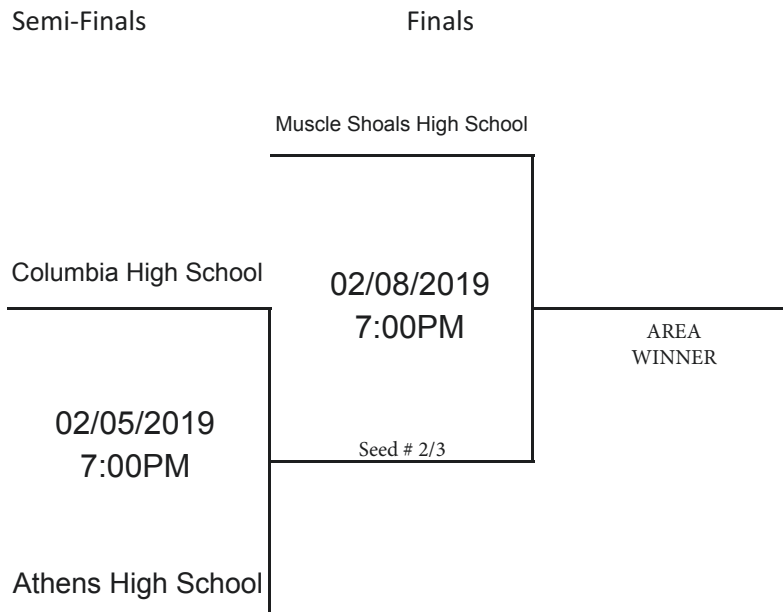 Semi-Finals
Finals
Muscle Shoals High School
Columbia High School
02/08/2019
7:00PM
AREA
WINNER
02/05/2019
7:00PM
Seed # 2/3
Athens High School